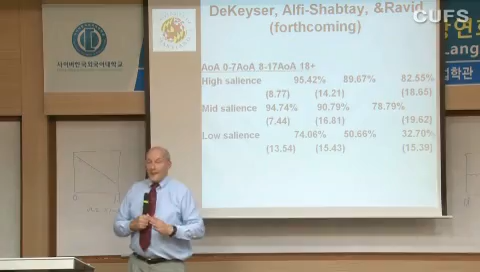 CUFS
DeKeyser, Alfi-Shabtay, &Ravid
(forthcoming)
AoA 0-7AoA 8-17AoA 18+
High salience 95.42% 89.67% 82.55%
(8.77) (14.21) (18.65)
Mid salience 94.74% 90.79% 78.79%
(7.44) (16.81) (19.62)
Low salience 74.06% 50.66% 32.70%
(13.54) (15.43) (15.39)
사이버한국외국어대학교